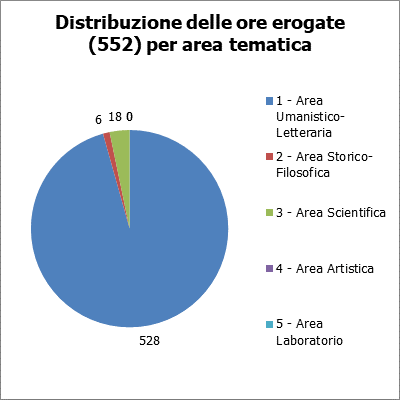 Distribuzione delle ore erogate
(552) per area tematica
6 18 0
528
1 - Area
Umanistico-
Letteraria
2 - Area Storico-
Filosofica
3 - Area Scientifica
4 - Area Artistica
5 - Area
Laboratorio